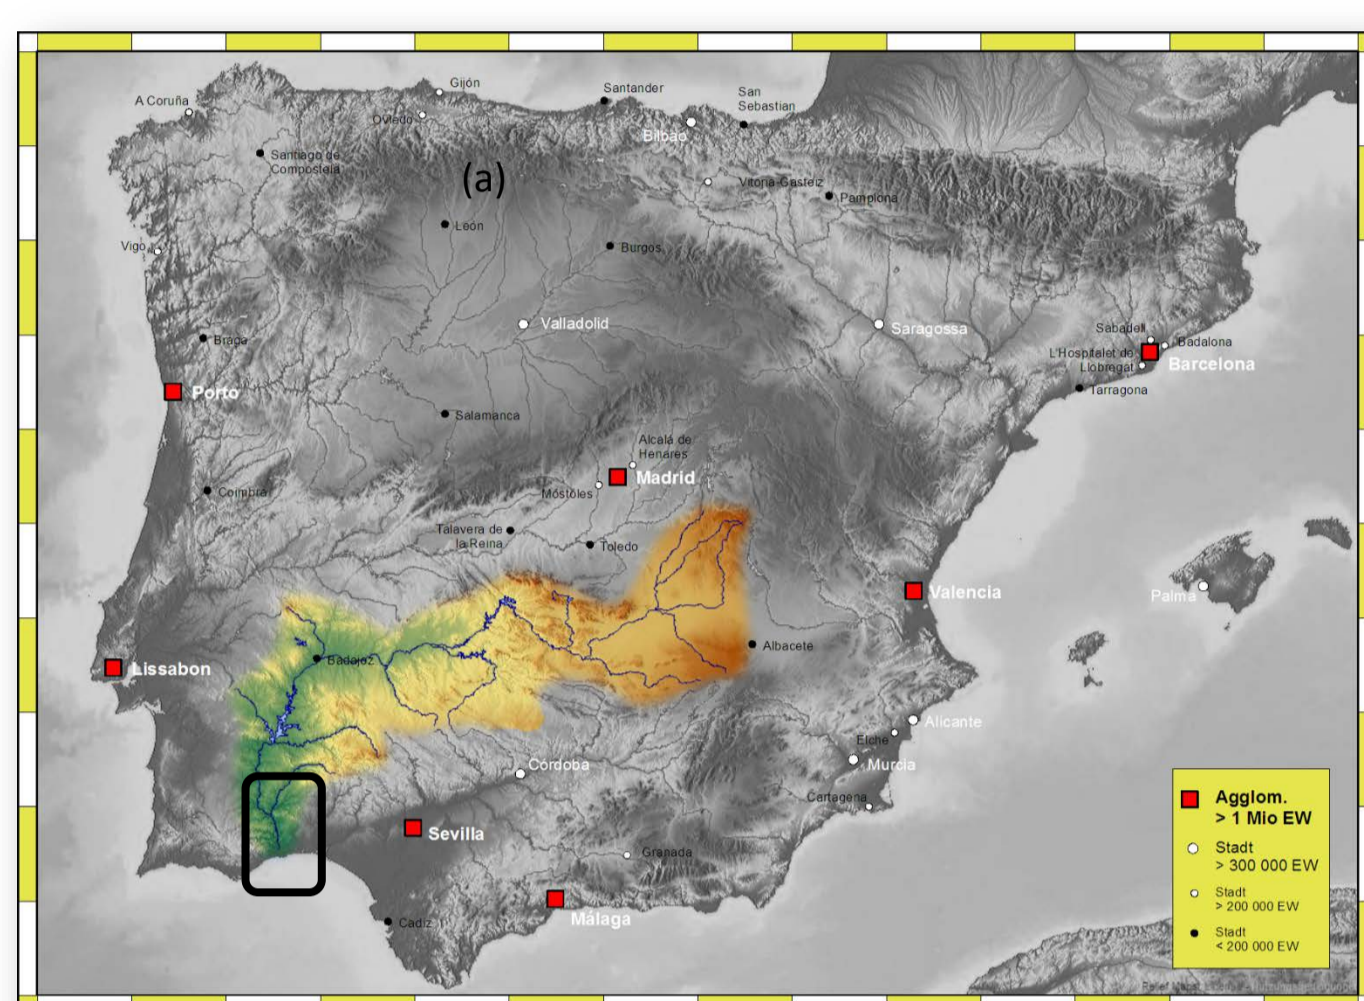 Gijón
Santander
San
Sebastian
A Coruña
Oviedo
Bilbao
Santiago de
Compostela
(a)
Vitoria-Gasteiz
Pamplona
León
Vigo
Burgos
Valladolid
Saragossa
Braga
Sabadell
Badalona
L'Hospitalet de
Llobregat
Barcelona
Porto
Tarragona
Salamanca
Alcalá de
Henares
Madrid
Móstoles
Coimbra
Talavera de
la Reina
Toledo
Valencia
Palma
Albacete
Lissabon
Badajoz
Alicante
Elche
Murcia
Córdoba
Cartagena
Sevilla
Granada
Málaga
Cadiz
Agglom.
> 1 Mio EW
Stadt
> 300 000 EW
Stadt
> 200 000 EW
Stadt
< 200 000 EW